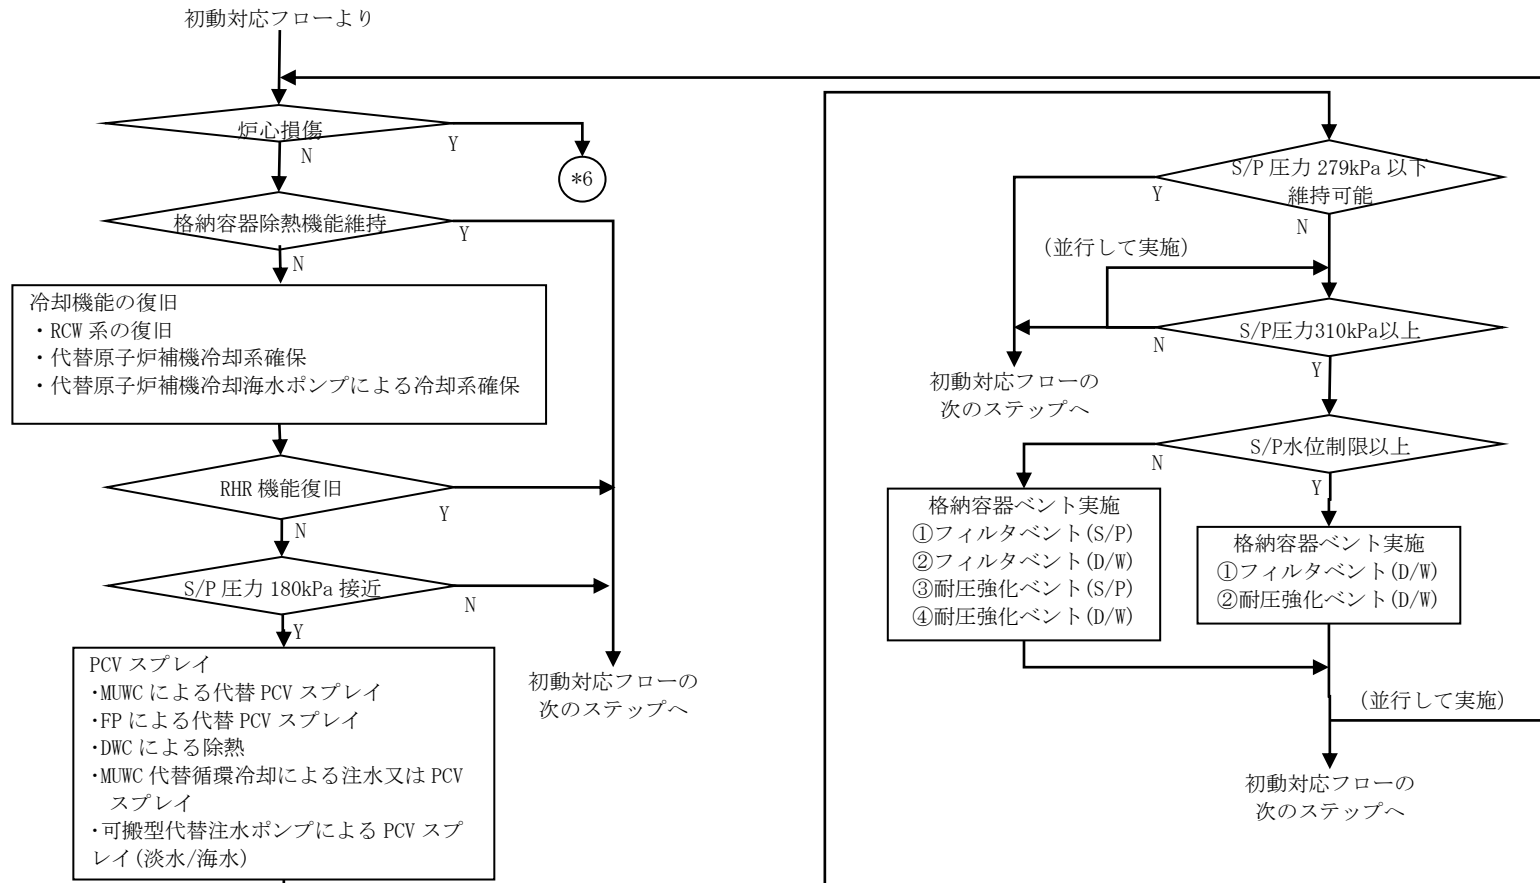 初動対応フローより
炉心損傷
Y
N
*6
格納容器除熱機能維持
Y
N
冷却機能の復旧
・RCW 系の復旧
・代替原子炉補機冷却系確保
・代替原子炉補機冷却海水ポンプによる冷却系確保
RHR 機能復旧
Y
N
S/P 圧力 180kPa 接近
N
Y
PCV スプレイ
・MUWC による代替 PCV スプレイ
・FP による代替 PCV スプレイ
・DWC による除熱
・MUWC 代替循環冷却による注水又は PCV
スプレイ
・可搬型代替注水ポンプによる PCV スプ
レイ(淡水/海水)
初動対応フローの
次のステップへ
S/P 圧力 279kPa 以下
維持可能
Y
N
(並行して実施)
S/P圧力310kPa以上
N
Y
初動対応フローの
次のステップへ
S/P水位制限以上
N
Y
格納容器ベント実施
①フィルタベント(S/P)
②フィルタベント(D/W)
③耐圧強化ベント(S/P)
④耐圧強化ベント(D/W)
格納容器ベント実施
①フィルタベント(D/W)
②耐圧強化ベント(D/W)
(並行して実施)
初動対応フローの
次のステップへ